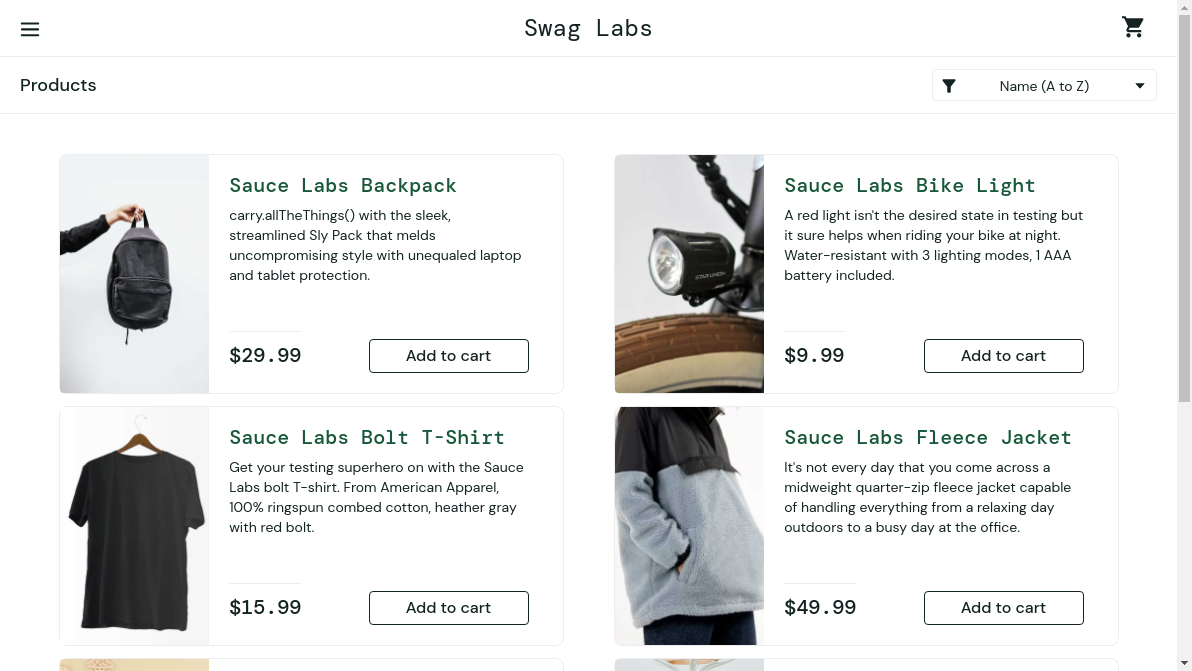 Swag Labs
Products
Name (A to Z)
Sauce Labs Backpack
carry.allTheThings() with the sleek,
streamlined Sly Pack that melds
uncompromising style with unequaled laptop
and tablet protection.
$29.99
Add to cart
Sauce Labs Bike Light
A red light isn't the desired state in testing but
it sure helps when riding your bike at night.
Water-resistant with 3 lighting modes, 1 AAA
battery included.
STAR UNION
$9.99
Add to cart
Sauce Labs Bolt T-Shirt
Get your testing superhero on with the Sauce
Labs bolt T-shirt. From American Apparel,
100% ringspun combed cotton, heather gray
with red bolt.
$15.99
Add to cart
Sauce Labs Fleece Jacket
It's not every day that you come across a
midweight quarter-zip fleece jacket capable
of handling everything from a relaxing day
outdoors to a busy day at the office.
$49.99
Add to cart